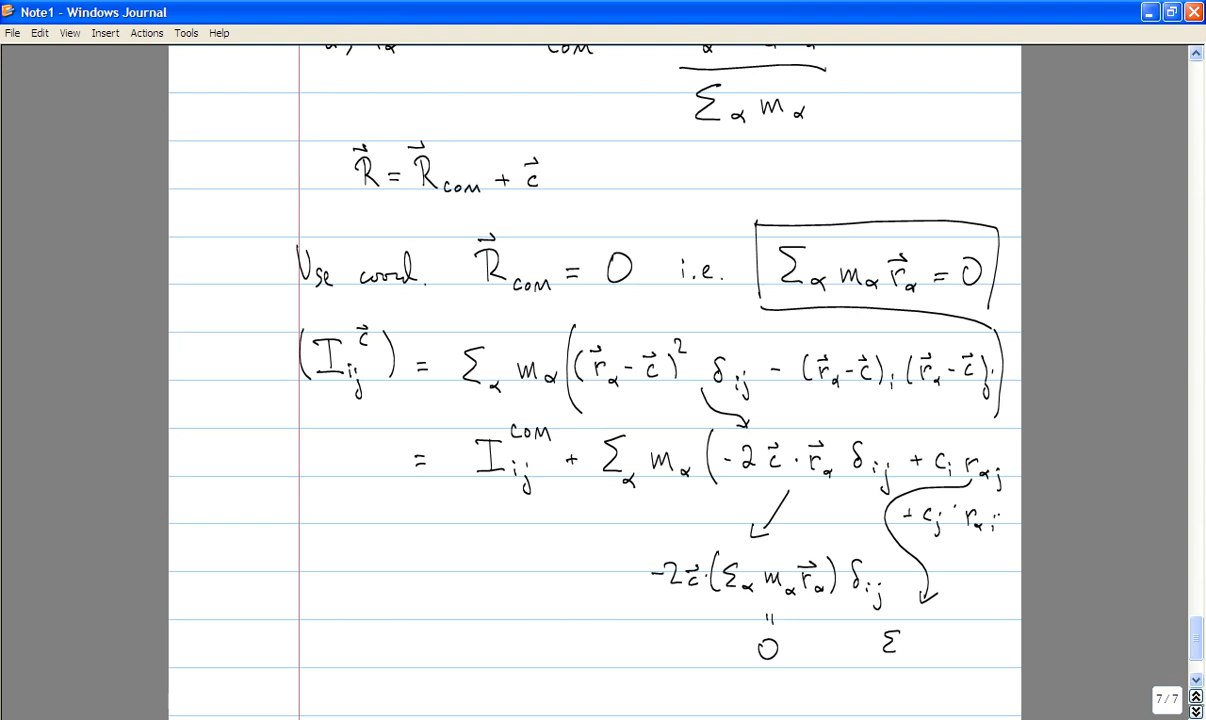 Note1 - Windows Journal
File Edit View Insert Actions Tools Help
com
Σ_α m_α
R⃗ = R⃗_com + c⃗
Use coord. R⃗_com = 0 i.e. Σ_α m_α r⃗_α = 0
(I_ij^c⃗) = Σ_α m_α ((r⃗_α - c⃗)² δ_ij - (r⃗_α - c⃗)_i (r⃗_α - c⃗)_j)
= I_ij^COM + Σ_α m_α (-2 c⃗ · r⃗_α δ_ij + c_i r_αj
+ c_j r_αi
-2c⃗·(Σ_α m_α r⃗_α) δ_ij
"
0 Σ
7 / 7